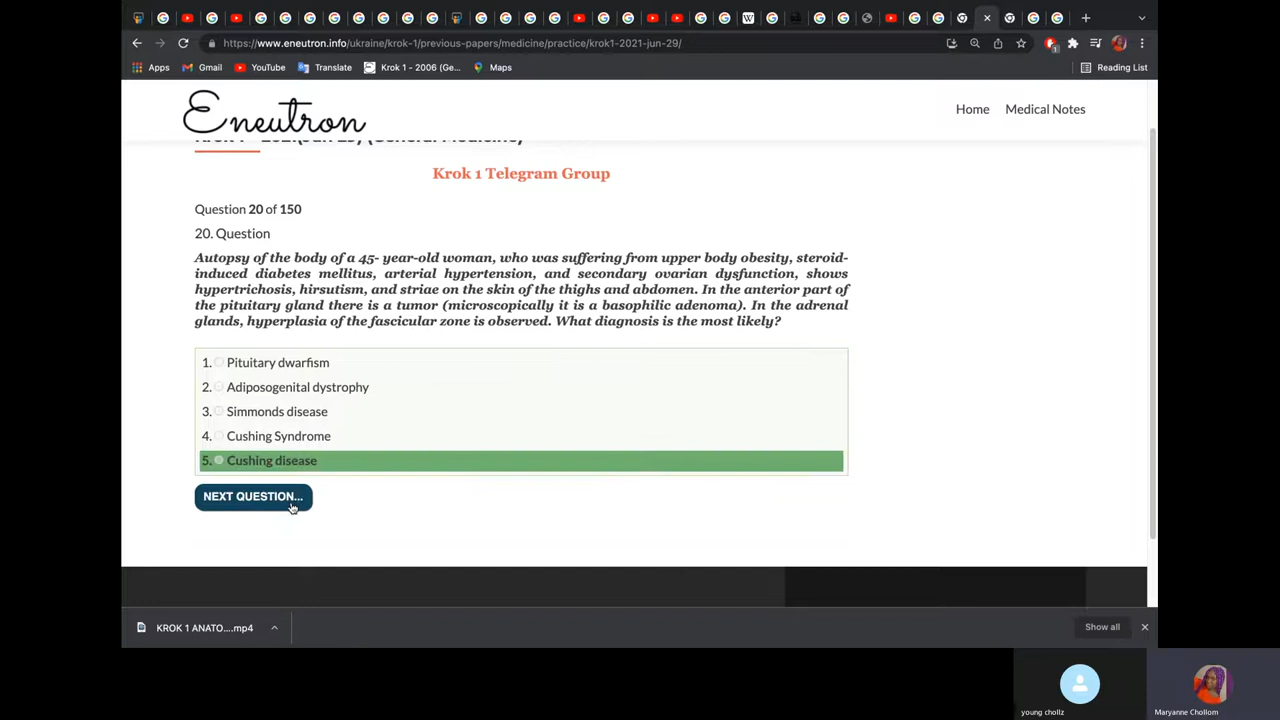 https://www.eneutron.info/ukraine/krok-1/previous-papers/medicine/practice/krok1-2021-jun-29/
Apps Gmail YouTube Translate Krok 1 - 2006 (Ge... Maps Reading List
Eneutron
Home Medical Notes
Krok 1 - 2021(Jun 29) (General Medicine)
Krok 1 Telegram Group
Question 20 of 150
20. Question
Autopsy of the body of a 45- year-old woman, who was suffering from upper body obesity, steroid-
induced diabetes mellitus, arterial hypertension, and secondary ovarian dysfunction, shows
hypertrichosis, hirsutism, and striae on the skin of the thighs and abdomen. In the anterior part of
the pituitary gland there is a tumor (microscopically it is a basophilic adenoma). In the adrenal
glands, hyperplasia of the fascicular zone is observed. What diagnosis is the most likely?
1. Pituitary dwarfism
2. Adiposogenital dystrophy
3. Simmonds disease
4. Cushing Syndrome
5. Cushing disease
NEXT QUESTION...
KROK 1 ANATO....mp4
Show all
young chollz
Maryanne Chollom